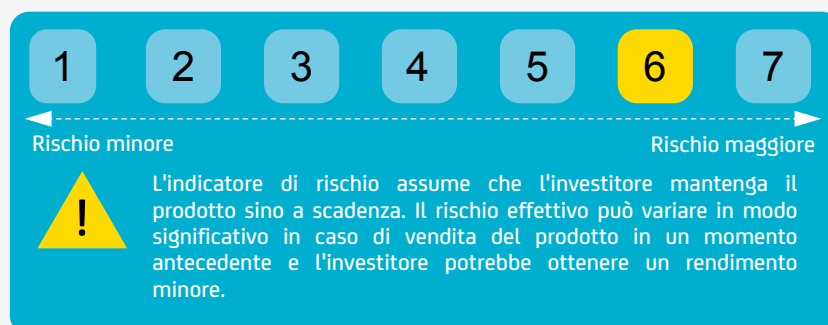 1 2 3 4 5 6 7
Rischio minore Rischio maggiore
!
L'indicatore di rischio assume che l'investitore mantenga il
prodotto sino a scadenza. Il rischio effettivo può variare in modo
significativo in caso di vendita del prodotto in un momento
antecedente e l'investitore potrebbe ottenere un rendimento
minore.